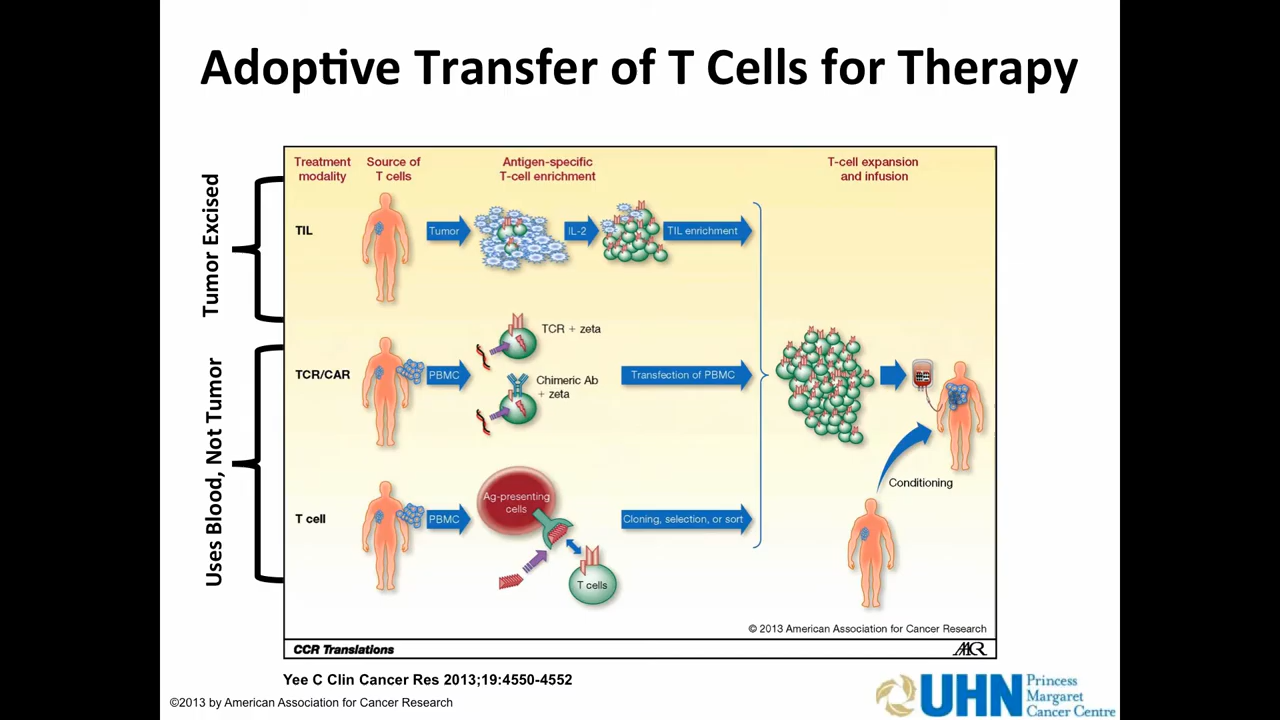 Adoptive Transfer of T Cells for Therapy
Tumor Excised
Uses Blood, Not Tumor
Treatment
modality
Source of
T cells
Antigen-specific
T-cell enrichment
T-cell expansion
and infusion
TIL
Tumor
IL-2
TIL enrichment
TCR/CAR
PBMC
TCR + zeta
Chimeric Ab
+ zeta
Transfection of PBMC
T cell
PBMC
Ag-presenting
cells
T cells
Cloning, selection, or sort
Conditioning
© 2013 American Association for Cancer Research
CCR Translations
AACR
Yee C Clin Cancer Res 2013;19:4550-4552
©2013 by American Association for Cancer Research
UHN
Princess
Margaret
Cancer Centre